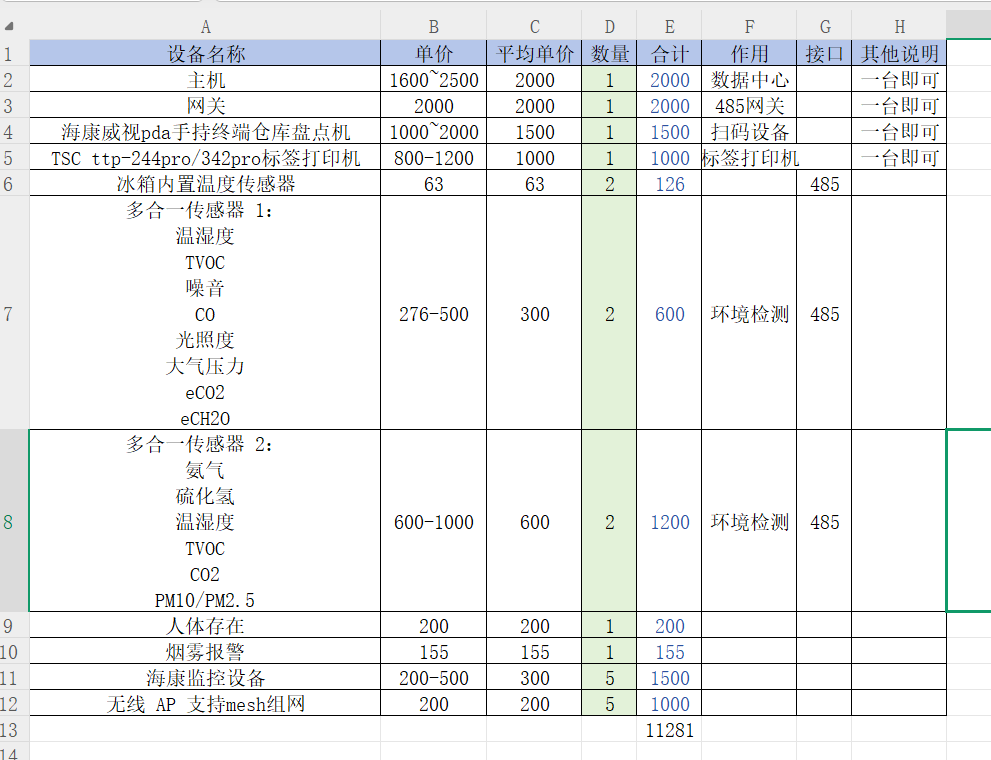 A B C D E F G H
1 设备名称 单价 平均单价 数量 合计 作用 接口 其他说明
2 主机 1600~2500 2000 1 2000 数据中心 一台即可
3 网关 2000 2000 1 2000 485网关 一台即可
4 海康威视pda手持终端仓库盘点机 1000~2000 1500 1 1500 扫码设备 一台即可
5 TSC ttp-244pro/342pro标签打印机 800-1200 1000 1 1000 标签打印机 一台即可
6 冰箱内置温度传感器 63 63 2 126 485
多合一传感器 1：
温湿度
TVOC
噪音
7 CO 276-500 300 2 600 环境检测 485
光照度
大气压力
eCO2
eCH2O
多合一传感器 2：
氨气
硫化氢
8 温湿度 600-1000 600 2 1200 环境检测 485
TVOC
CO2
PM10/PM2.5
9 人体存在 200 200 1 200
10 烟雾报警 155 155 1 155
11 海康监控设备 200-500 300 5 1500
12 无线 AP 支持mesh组网 200 200 5 1000
13 11281
14